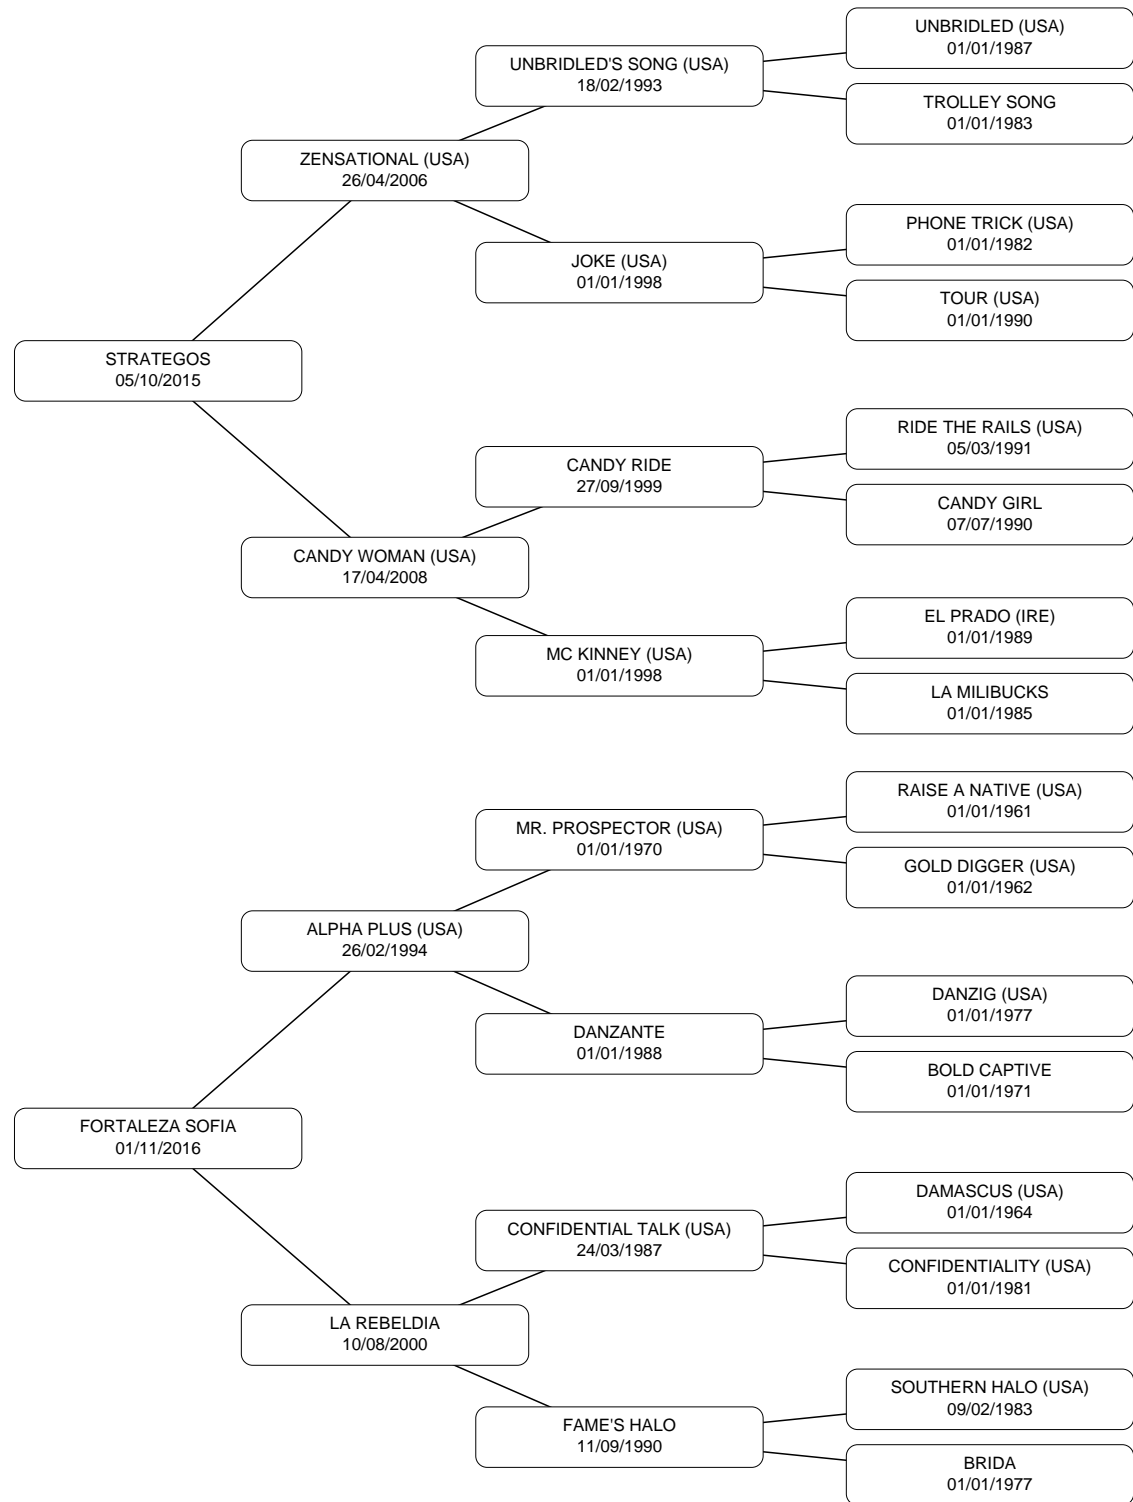 UNBRIDLED (USA)
01/01/1987
UNBRIDLED'S SONG (USA)
18/02/1993
TROLLEY SONG
01/01/1983
ZENSATIONAL (USA)
26/04/2006
PHONE TRICK (USA)
01/01/1982
JOKE (USA)
01/01/1998
TOUR (USA)
01/01/1990
STRATEGOS
05/10/2015
RIDE THE RAILS (USA)
05/03/1991
CANDY RIDE
27/09/1999
CANDY GIRL
07/07/1990
CANDY WOMAN (USA)
17/04/2008
EL PRADO (IRE)
01/01/1989
MC KINNEY (USA)
01/01/1998
LA MILIBUCKS
01/01/1985
RAISE A NATIVE (USA)
01/01/1961
MR. PROSPECTOR (USA)
01/01/1970
GOLD DIGGER (USA)
01/01/1962
ALPHA PLUS (USA)
26/02/1994
DANZIG (USA)
01/01/1977
DANZANTE
01/01/1988
BOLD CAPTIVE
01/01/1971
FORTALEZA SOFIA
01/11/2016
DAMASCUS (USA)
01/01/1964
CONFIDENTIAL TALK (USA)
24/03/1987
CONFIDENTIALITY (USA)
01/01/1981
LA REBELDIA
10/08/2000
SOUTHERN HALO (USA)
09/02/1983
FAME'S HALO
11/09/1990
BRIDA
01/01/1977